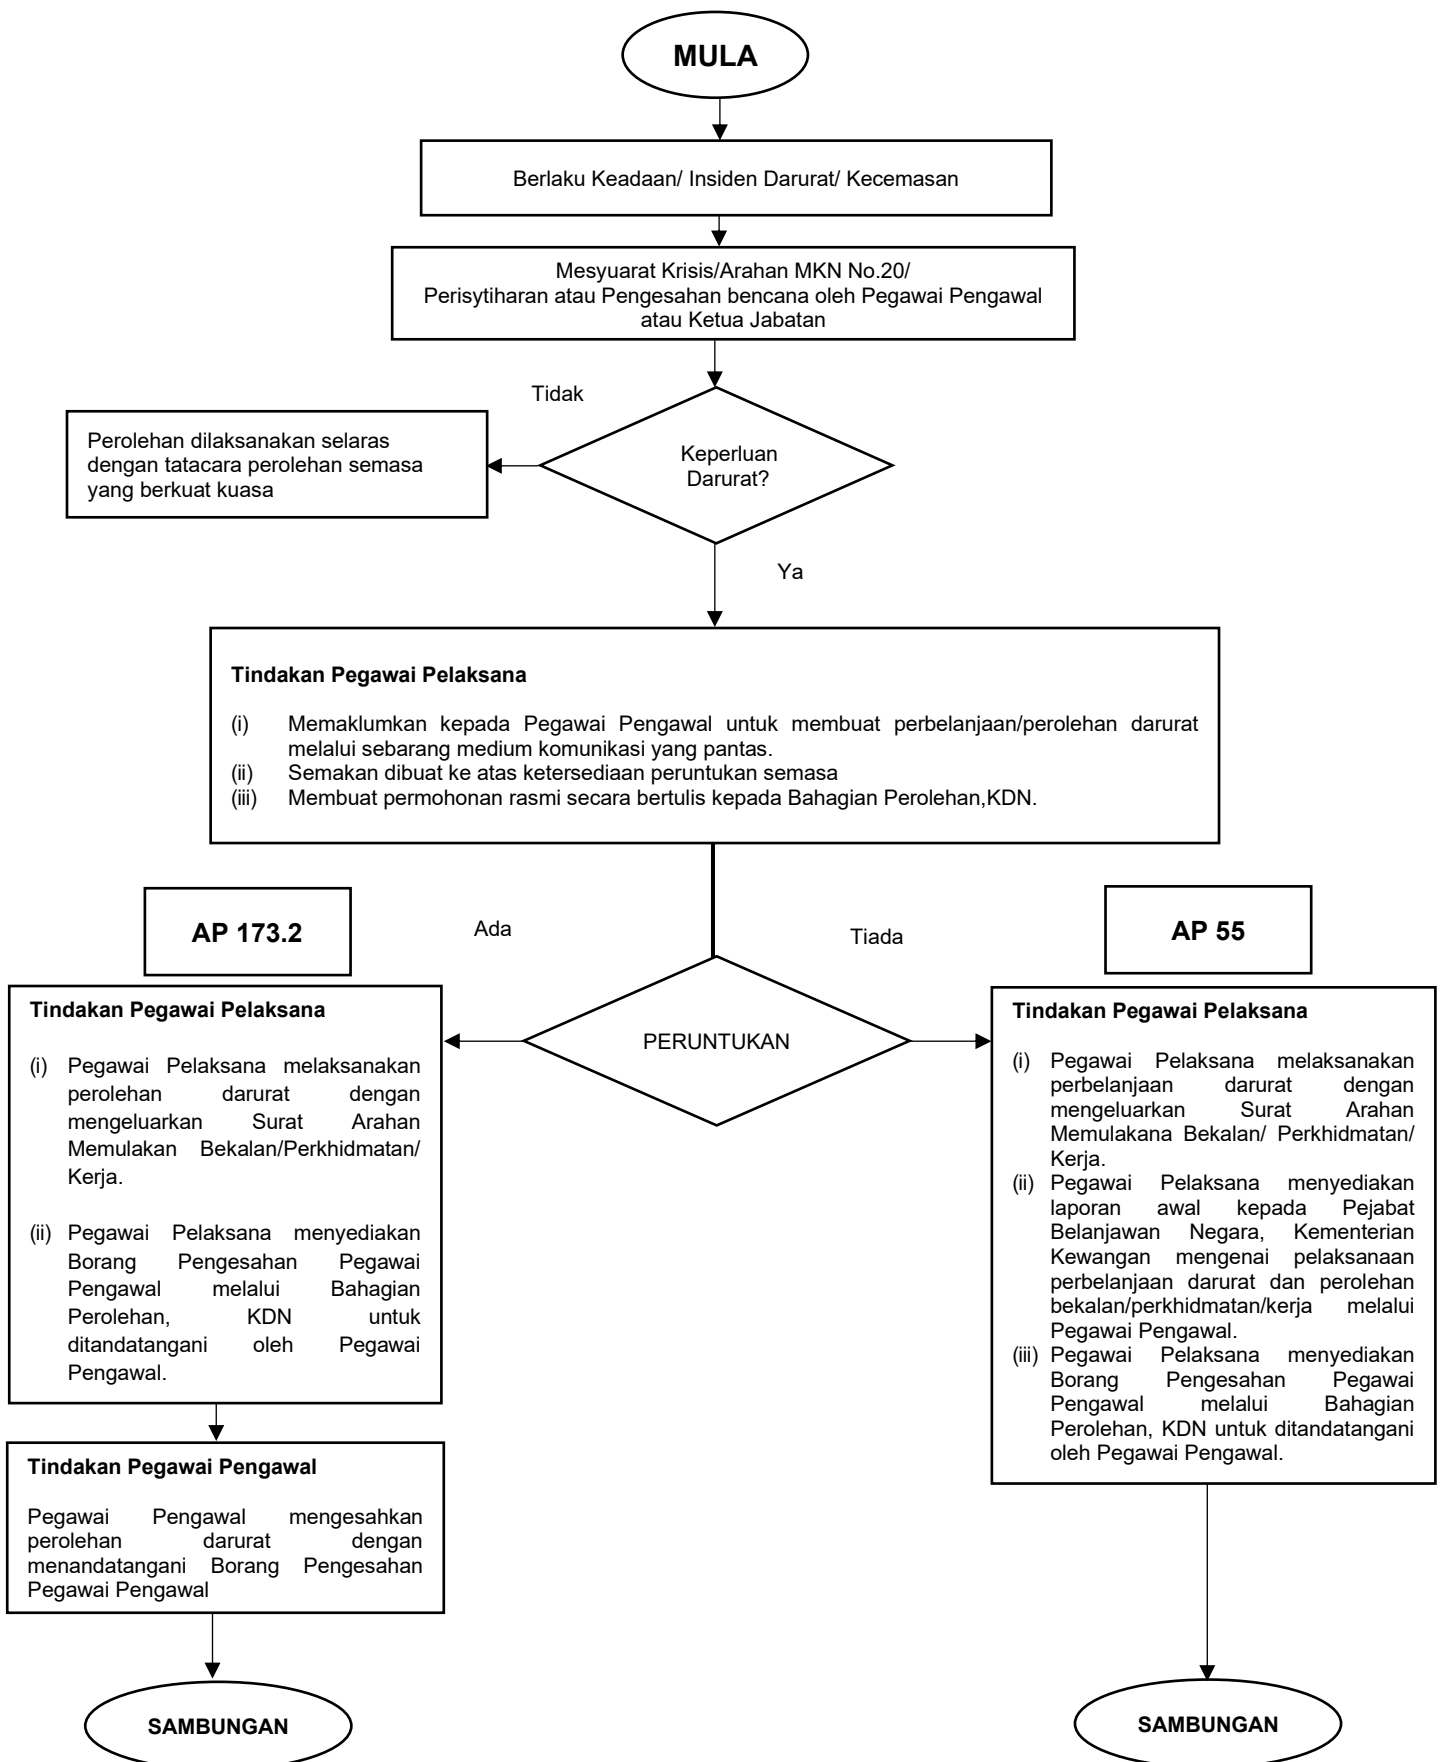 MULA
Berlaku Keadaan/ Insiden Darurat/ Kecemasan
Mesyuarat Krisis/Arahan MKN No.20/
Perisytiharan atau Pengesahan bencana oleh Pegawai Pengawal
atau Ketua Jabatan
Tidak
Perolehan dilaksanakan selaras
dengan tatacara perolehan semasa
yang berkuat kuasa
Keperluan
Darurat?
Ya
Tindakan Pegawai Pelaksana
(i) Memaklumkan kepada Pegawai Pengawal untuk membuat perbelanjaan/perolehan darurat
melalui sebarang medium komunikasi yang pantas.
(ii) Semakan dibuat ke atas ketersediaan peruntukan semasa
(iii) Membuat permohonan rasmi secara bertulis kepada Bahagian Perolehan,KDN.
AP 173.2
Ada
Tiada
AP 55
PERUNTUKAN
Tindakan Pegawai Pelaksana
(i) Pegawai Pelaksana melaksanakan
perolehan darurat dengan
mengeluarkan Surat Arahan
Memulakan Bekalan/Perkhidmatan/
Kerja.
(ii) Pegawai Pelaksana menyediakan
Borang Pengesahan Pegawai
Pengawal melalui Bahagian
Perolehan, KDN untuk
ditandatangani oleh Pegawai
Pengawal.
Tindakan Pegawai Pengawal
Pegawai Pengawal mengesahkan
perolehan darurat dengan
menandatangani Borang Pengesahan
Pegawai Pengawal
SAMBUNGAN
Tindakan Pegawai Pelaksana
(i) Pegawai Pelaksana melaksanakan
perbelanjaan darurat dengan
mengeluarkan Surat Arahan
Memulakana Bekalan/ Perkhidmatan/
Kerja.
(ii) Pegawai Pelaksana menyediakan
laporan awal kepada Pejabat
Belanjawan Negara, Kementerian
Kewangan mengenai pelaksanaan
perbelanjaan darurat dan perolehan
bekalan/perkhidmatan/kerja melalui
Pegawai Pengawal.
(iii) Pegawai Pelaksana menyediakan
Borang Pengesahan Pegawai
Pengawal melalui Bahagian
Perolehan, KDN untuk ditandatangani
oleh Pegawai Pengawal.
SAMBUNGAN